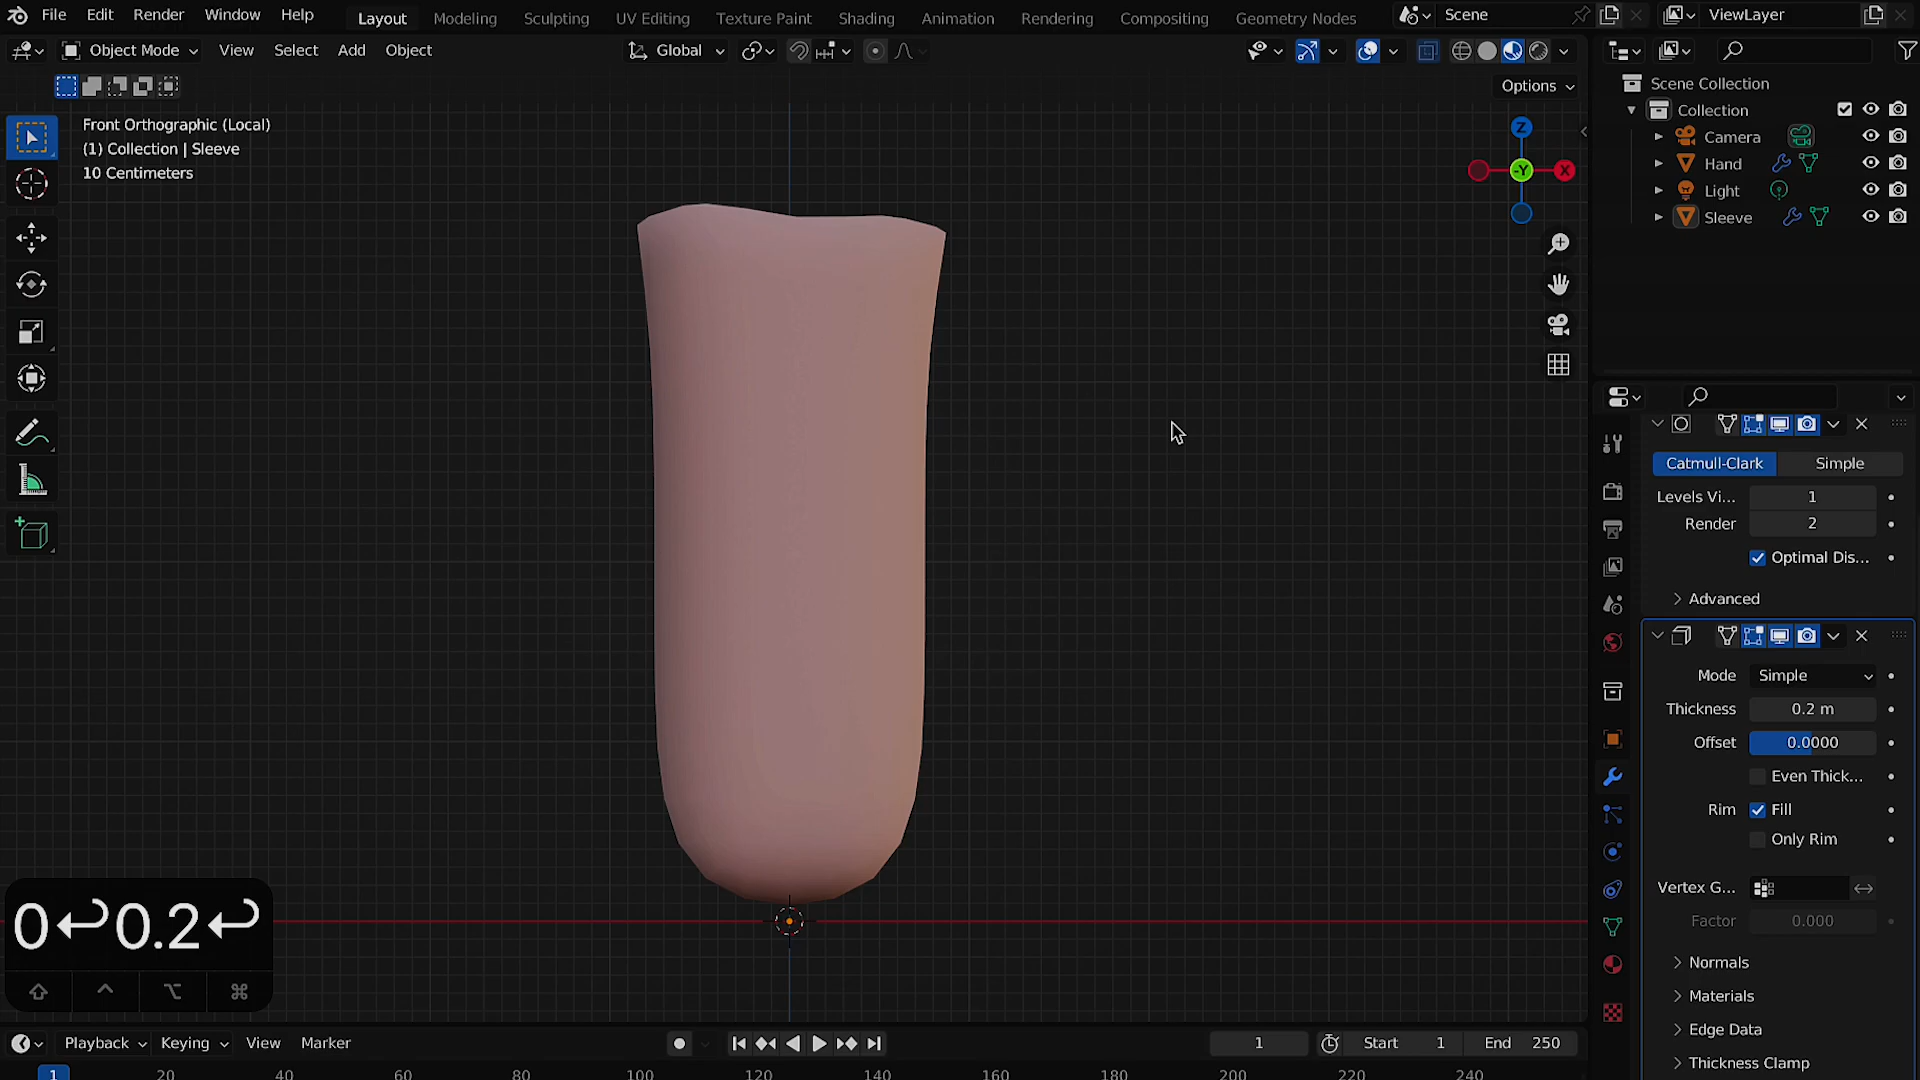 File Edit Render Window Help Layout Modeling Sculpting UV Editing Texture Paint Shading Animation Rendering Compositing Geometry Nodes Scene ViewLayer
Object Mode View Select Add Object Global
Options
Front Orthographic (Local)
(1) Collection | Sleeve
10 Centimeters
Z
-Y X
Scene Collection
Collection
Camera
Hand
Light
Sleeve
Catmull-Clark Simple
Levels Vi... 1
Render 2
Optimal Dis...
Advanced
Mode Simple
Thickness 0.2 m
Offset 0.0000
Even Thick...
Rim Fill
Only Rim
Vertex G...
Factor 0.000
Normals
Materials
Edge Data
Thickness Clamp
0↩0.2↩
⇧ ^ ⌥ ⌘
Playback Keying View Marker 1 Start 1 End 250
1 20 40 60 80 100 120 140 160 180 200 220 240